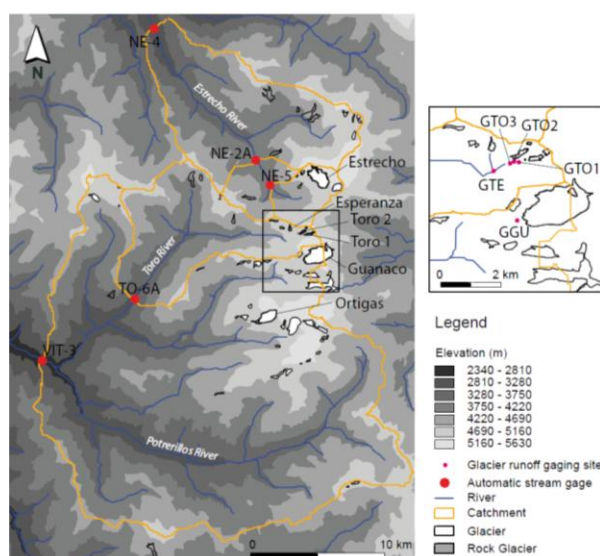 NE-4
N
Estrecho River
NE-2A
Estrecho
NE-5
Esperanza
Toro 2
Toro 1
Toro River
Guanaco
TO-6A
Ortigas
VIT-3
Potrerillos River
0 10 km
GTO3 GTO2
GTO1
GTE
GGU
0 2 km
Legend
Elevation (m)
2340 - 2810
2810 - 3280
3280 - 3750
3750 - 4220
4220 - 4690
4690 - 5160
5160 - 5630
Glacier runoff gaging site
Automatic stream gage
River
Catchment
Glacier
Rock Glacier